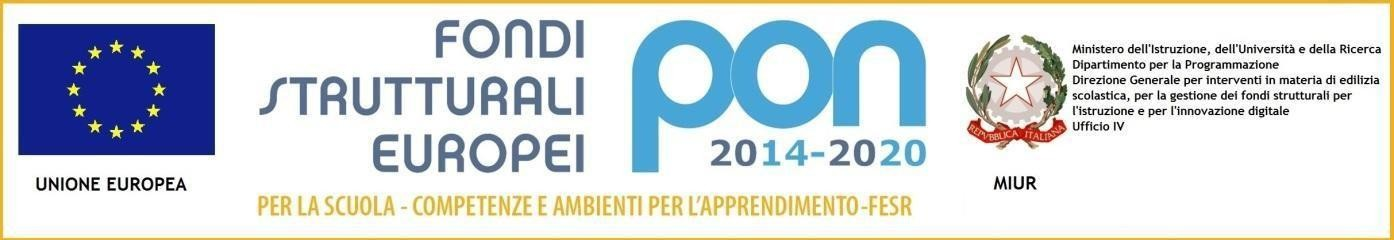 UNIONE EUROPEA
FONDI
STRUTTURALI
EUROPEI
pon
2014-2020
PER LA SCUOLA - COMPETENZE E AMBIENTI PER L'APPRENDIMENTO-FESR
REPVBBLICA ITALIANA
MIUR
Ministero dell'Istruzione, dell'Università e della Ricerca
Dipartimento per la Programmazione
Direzione Generale per interventi in materia di edilizia
scolastica, per la gestione dei fondi strutturali per
l'istruzione e per l'innovazione digitale
Ufficio IV